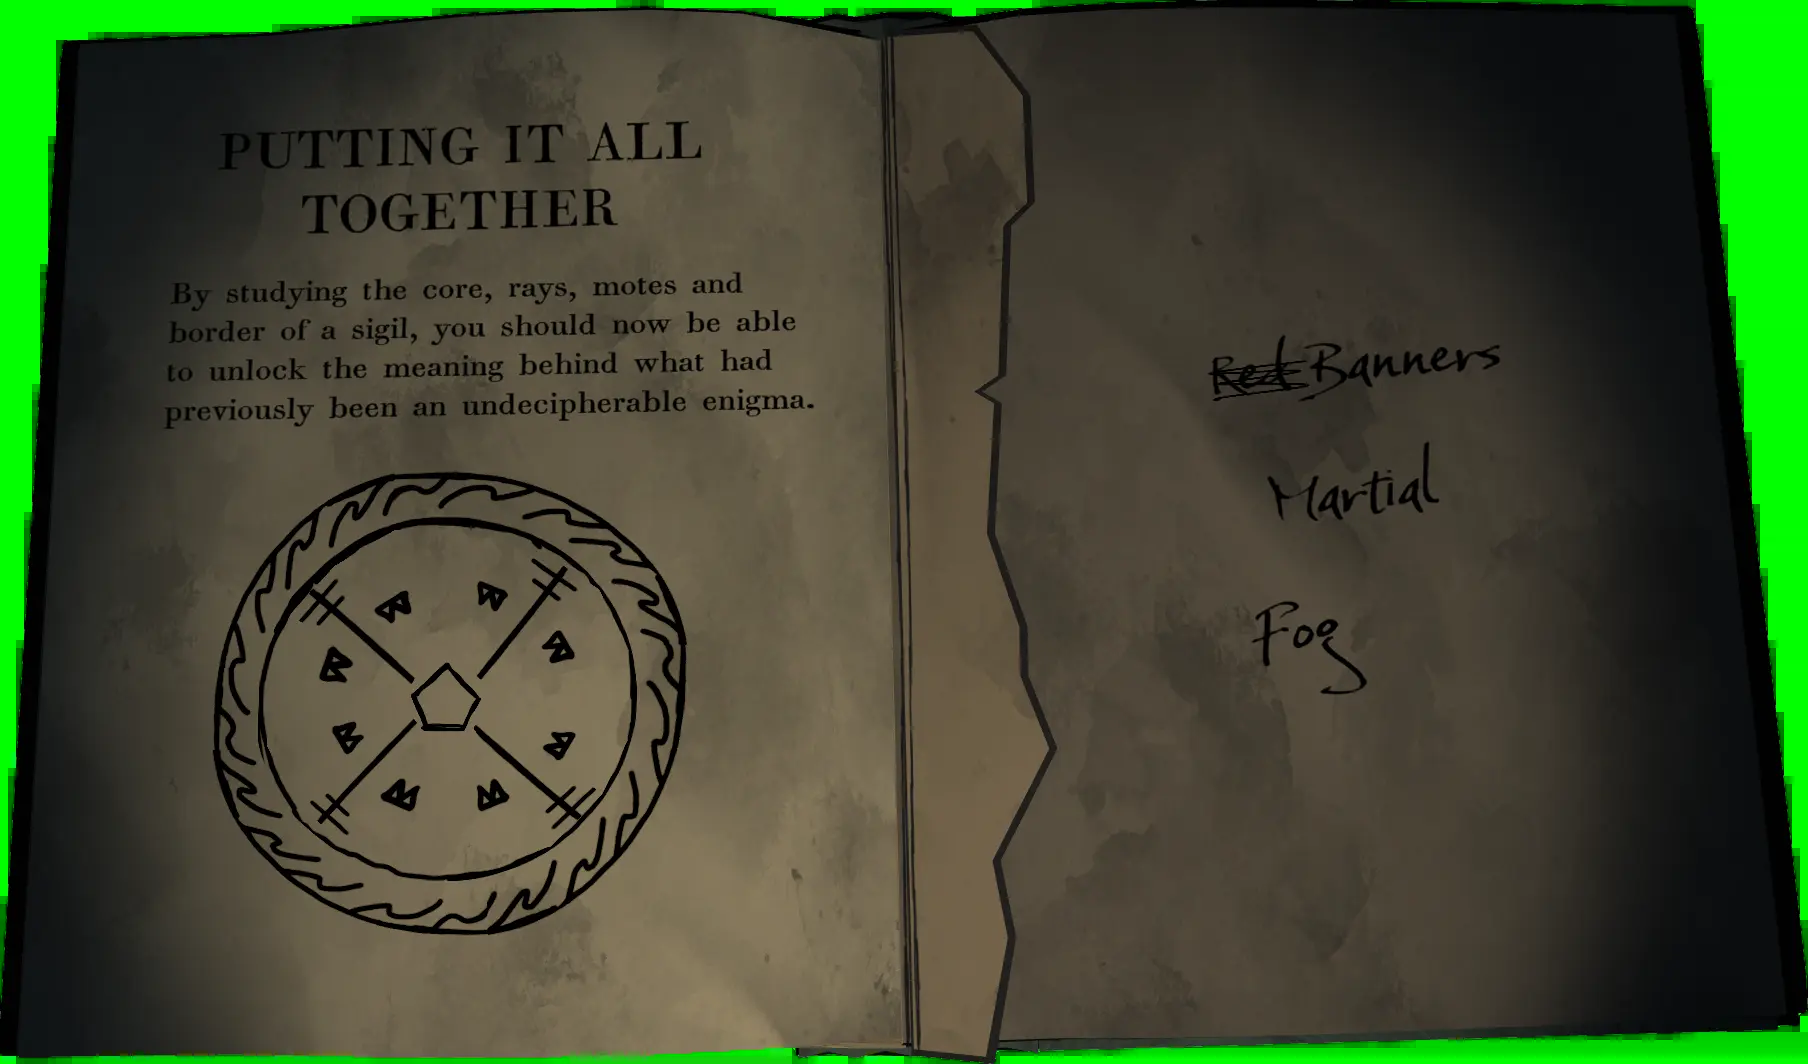 PUTTING IT ALL
TOGETHER
By studying the core, rays, motes and
border of a sigil, you should now be able
to unlock the meaning behind what had
previously been an undecipherable enigma.
Red Banners
Martial
Fog